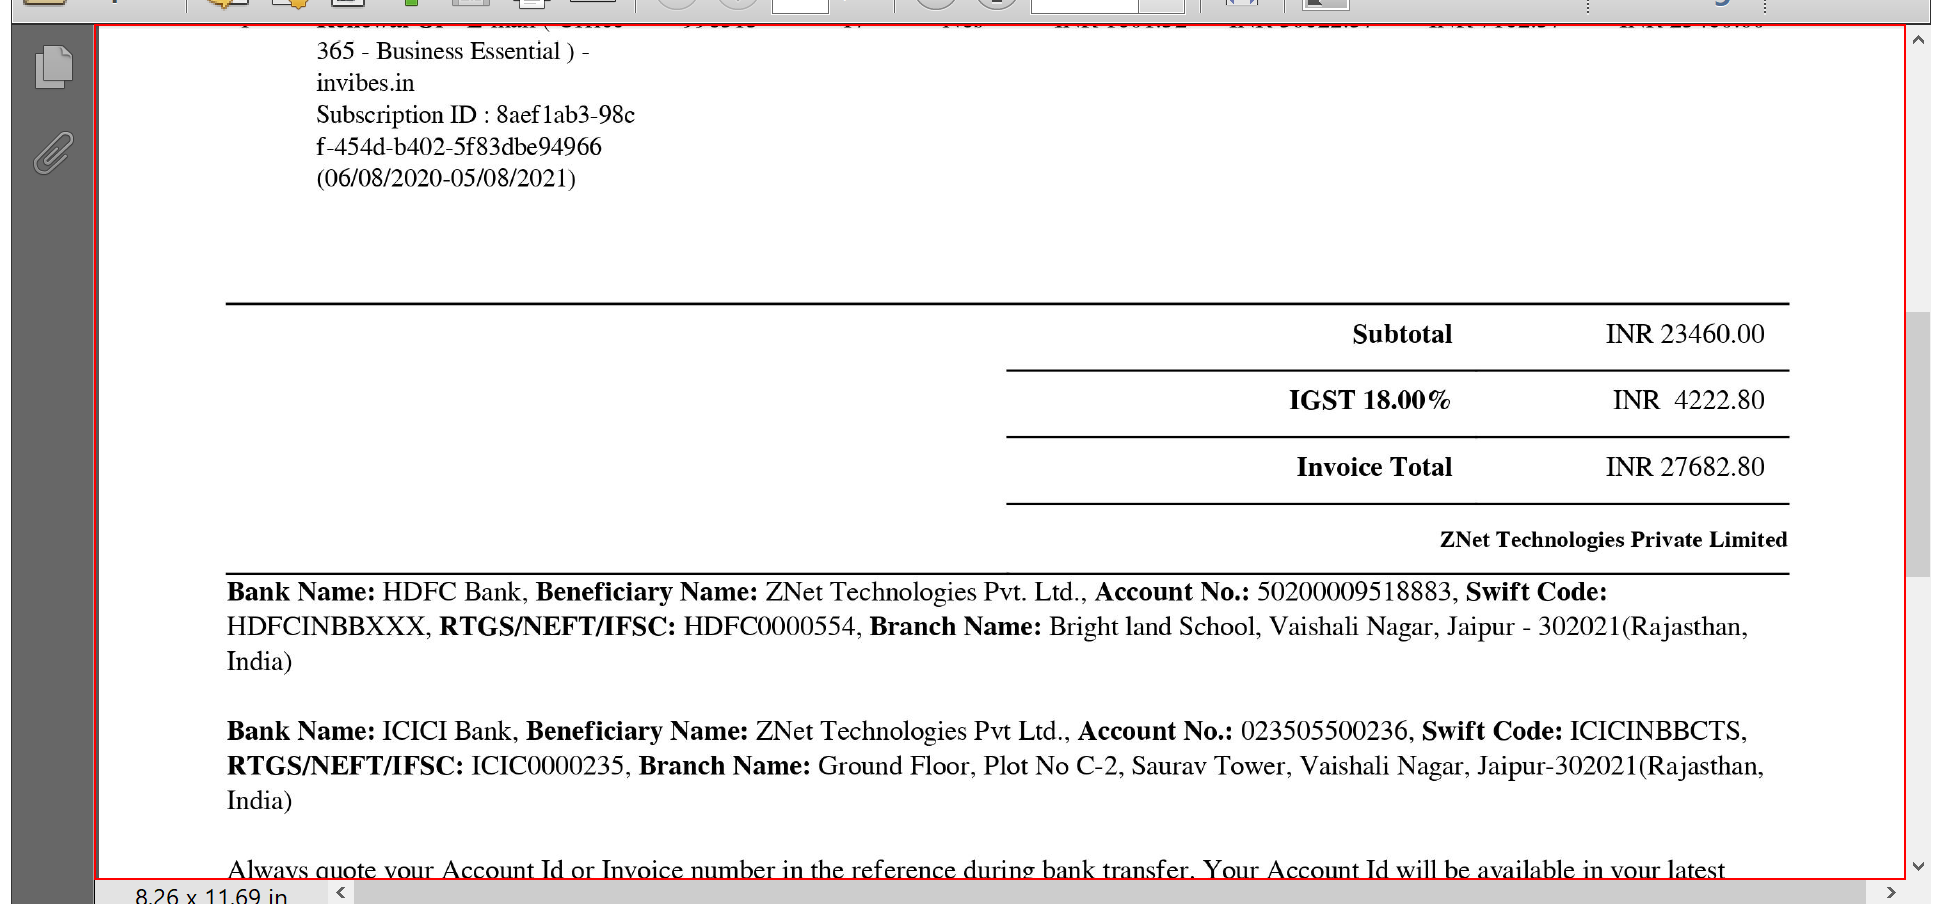 365 - Business Essential ) -
invibes.in
Subscription ID : 8aef1ab3-98c
f-454d-b402-5f83dbe94966
(06/08/2020-05/08/2021)
Subtotal INR 23460.00
IGST 18.00% INR 4222.80
Invoice Total INR 27682.80
ZNet Technologies Private Limited
Bank Name: HDFC Bank, Beneficiary Name: ZNet Technologies Pvt. Ltd., Account No.: 50200009518883, Swift Code:
HDFCINBBXXX, RTGS/NEFT/IFSC: HDFC0000554, Branch Name: Bright land School, Vaishali Nagar, Jaipur - 302021(Rajasthan,
India)
Bank Name: ICICI Bank, Beneficiary Name: ZNet Technologies Pvt Ltd., Account No.: 023505500236, Swift Code: ICICINBBCTS,
RTGS/NEFT/IFSC: ICIC0000235, Branch Name: Ground Floor, Plot No C-2, Saurav Tower, Vaishali Nagar, Jaipur-302021(Rajasthan,
India)
Always quote your Account Id or Invoice number in the reference during bank transfer. Your Account Id will be available in your latest
8.26 x 11.69 in